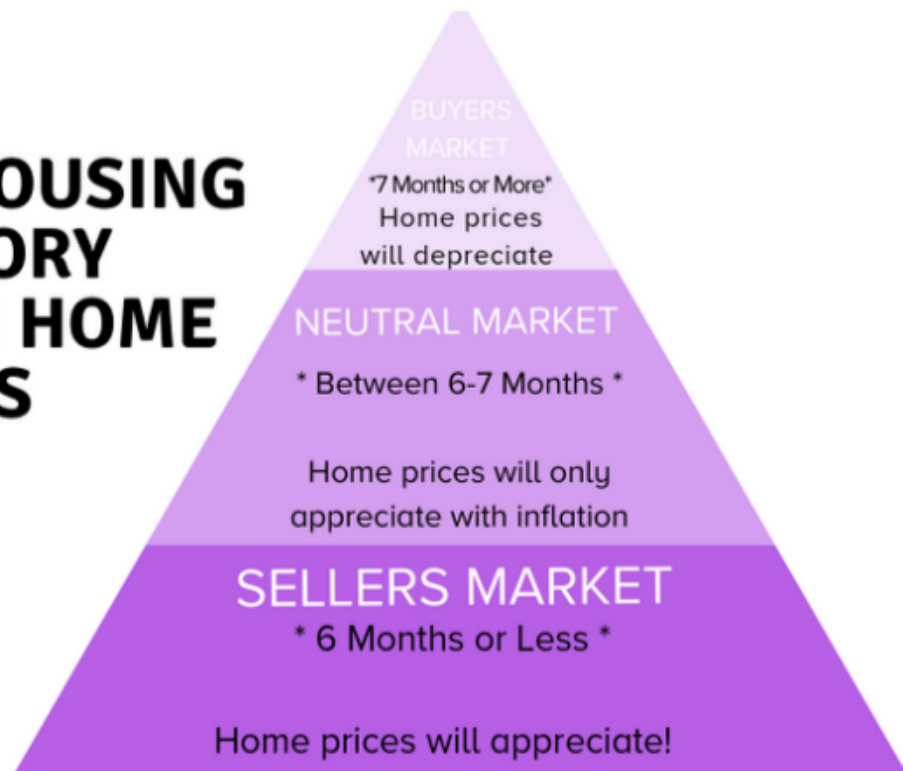 OUSING
ORY
HOME
S
BUYERS
MARKET
*7 Months or More*
Home prices
will depreciate
NEUTRAL MARKET
* Between 6-7 Months *
Home prices will only
appreciate with inflation
SELLERS MARKET
* 6 Months or Less *
Home prices will appreciate!